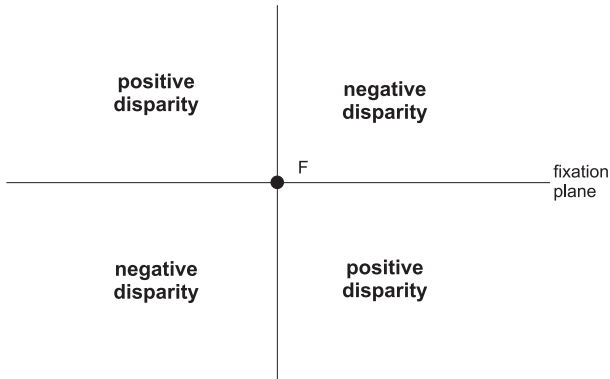 positive
disparity
negative
disparity
F
fixation
plane
negative
disparity
positive
disparity